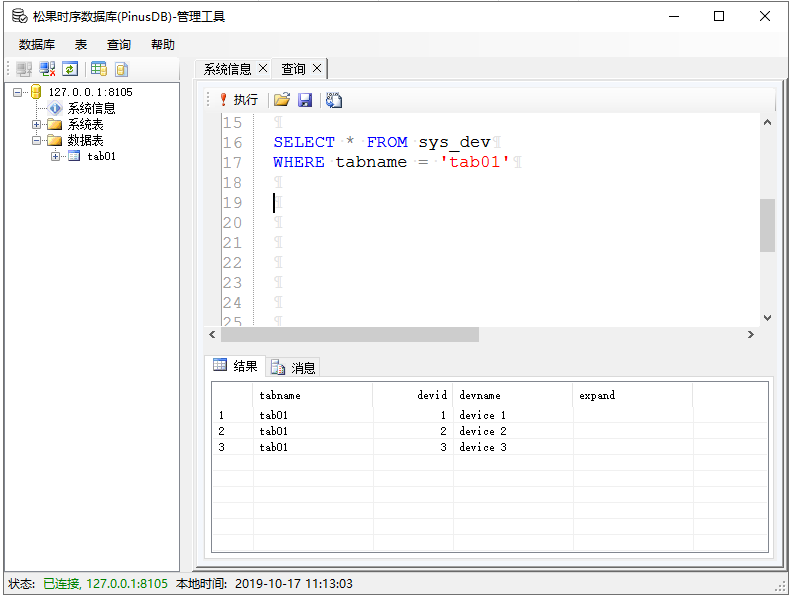 松果时序数据库(PinusDB)-管理工具
数据库 表 查询 帮助
系统信息 查询
127.0.0.1:8105
系统信息
系统表
数据表
tab01
执行
15
16 SELECT * FROM sys_dev
17 WHERE tabname = 'tab01'
18
19
20
21
22
23
24
25
结果 消息
tabname devid devname expand
1 tab01 1 device 1
2 tab01 2 device 2
3 tab01 3 device 3
状态: 已连接, 127.0.0.1:8105 本地时间: 2019-10-17 11:13:03